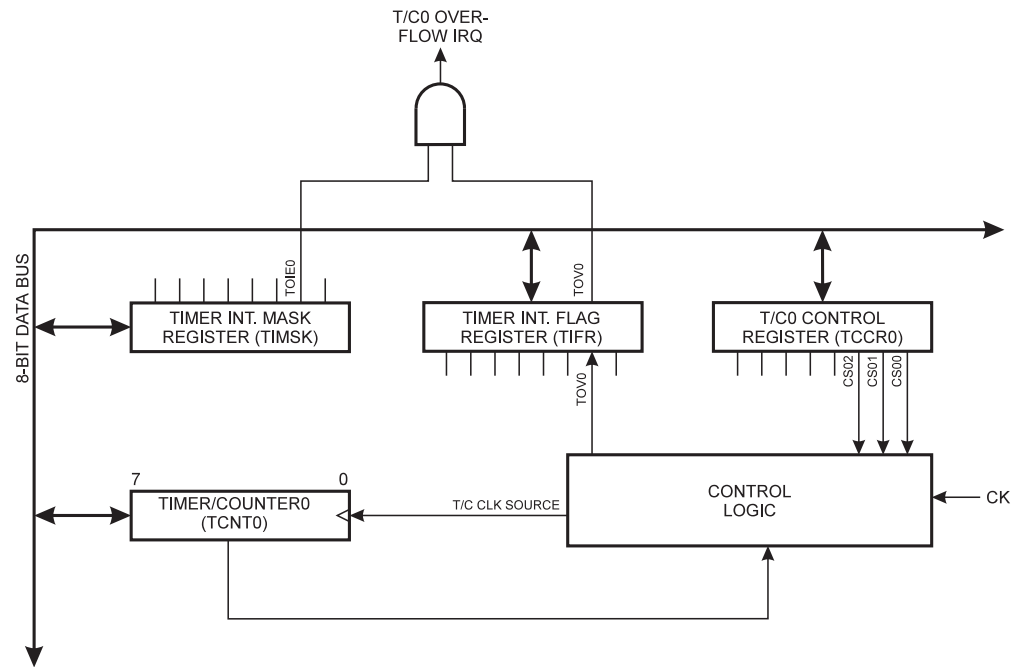 T/C0 OVER-
FLOW IRQ
8-BIT DATA BUS
TOIE0
TOV0
TIMER INT. MASK
REGISTER (TIMSK)
TIMER INT. FLAG
REGISTER (TIFR)
T/C0 CONTROL
REGISTER (TCCR0)
TOV0
CS02
CS01
CS00
7
0
TIMER/COUNTER0
(TCNT0)
T/C CLK SOURCE
CONTROL
LOGIC
CK